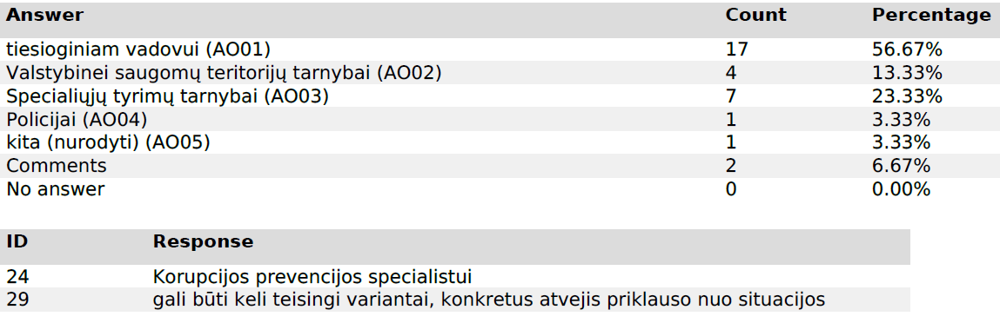 Answer Count Percentage
tiesioginiam vadovui (AO01) 17 56.67%
Valstybinei saugomų teritorijų tarnybai (AO02) 4 13.33%
Specialiųjų tyrimų tarnybai (AO03) 7 23.33%
Policijai (AO04) 1 3.33%
kita (nurodyti) (AO05) 1 3.33%
Comments 2 6.67%
No answer 0 0.00%
ID Response
24 Korupcijos prevencijos specialistui
29 gali būti keli teisingi variantai, konkretus atvejis priklauso nuo situacijos